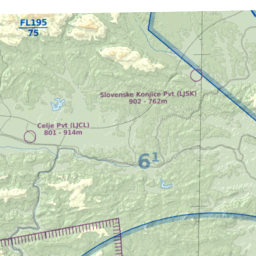 FL195
75
Slovenske Konjice Pvt (LJSK)
902 - 762m
Celje Pvt (LJCL)
801 - 914m
6¹